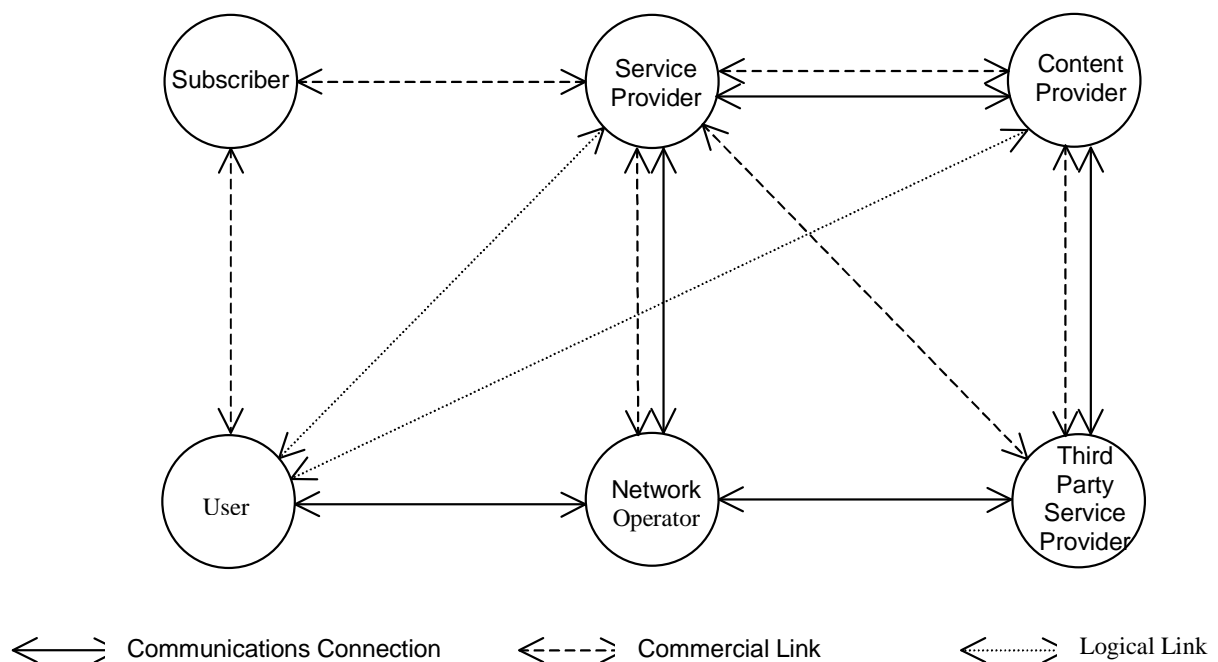 Subscriber
Service
Provider
Content
Provider
User
Network
Operator
Third
Party
Service
Provider
Communications Connection
Commercial Link
Logical Link